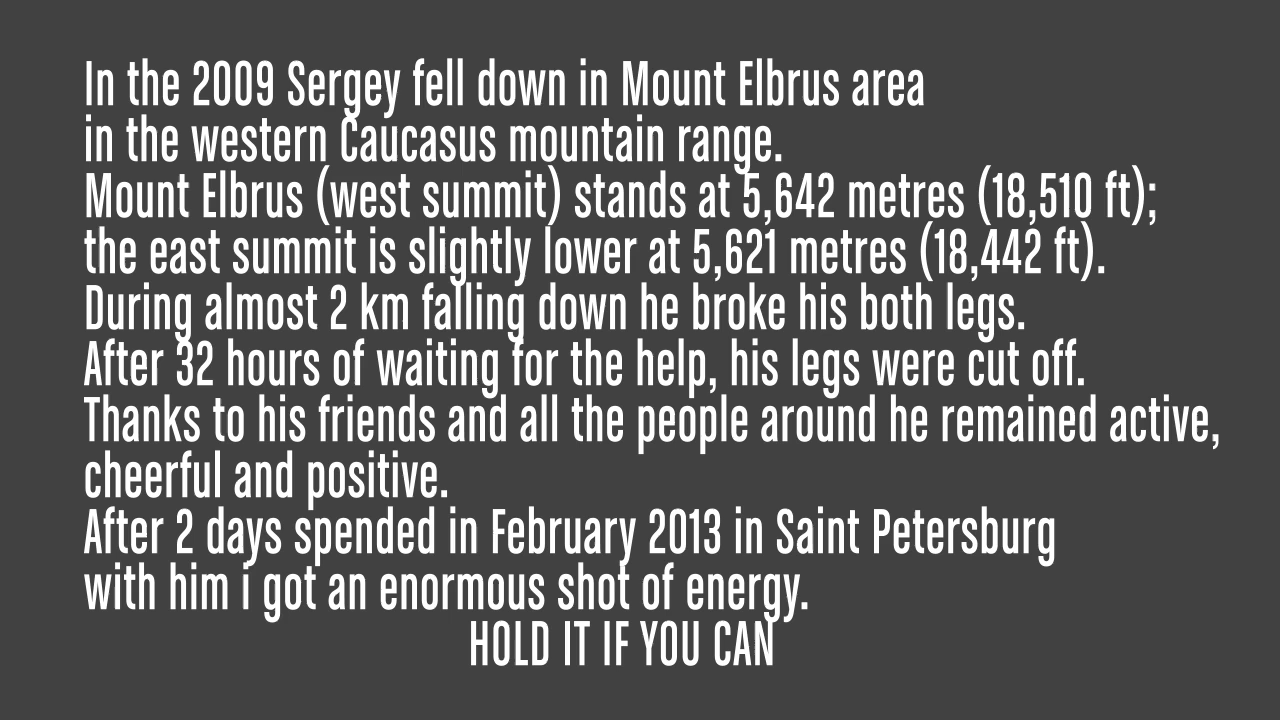 In the 2009 Sergey fell down in Mount Elbrus area
in the western Caucasus mountain range.
Mount Elbrus (west summit) stands at 5,642 metres (18,510 ft);
the east summit is slightly lower at 5,621 metres (18,442 ft).
During almost 2 km falling down he broke his both legs.
After 32 hours of waiting for the help, his legs were cut off.
Thanks to his friends and all the people around he remained active,
cheerful and positive.
After 2 days spended in February 2013 in Saint Petersburg
with him i got an enormous shot of energy.
HOLD IT IF YOU CAN